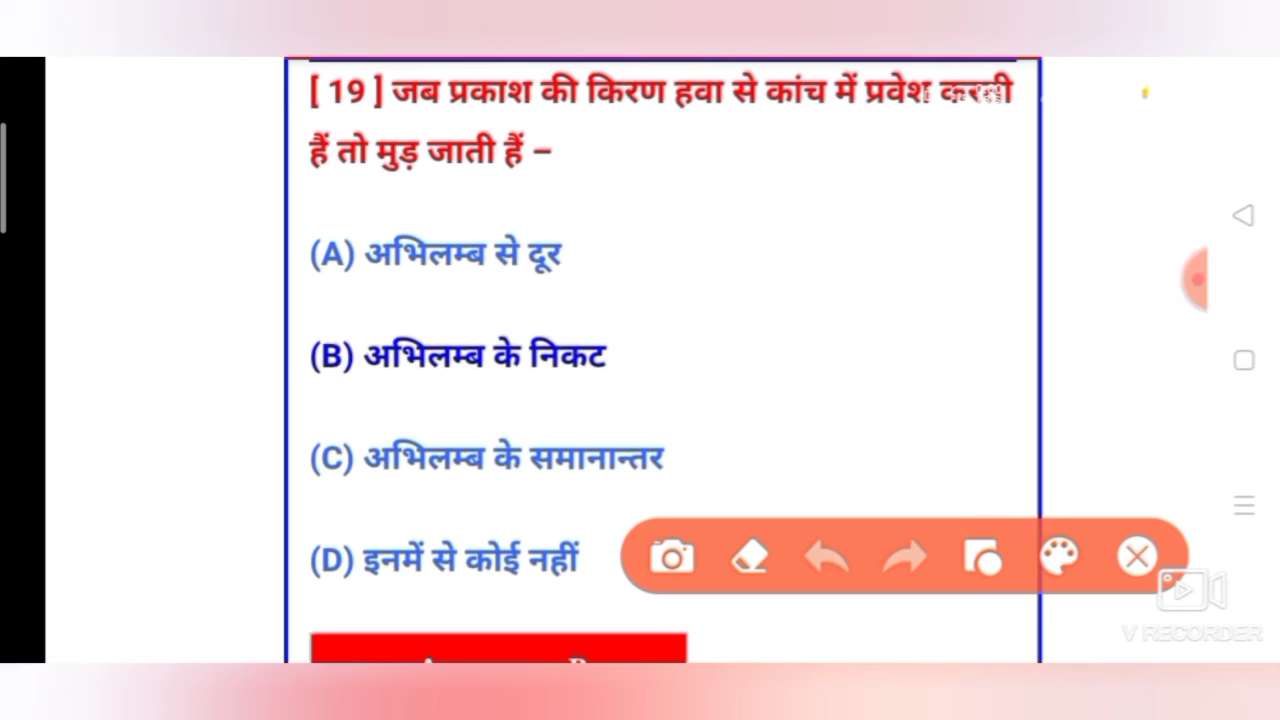 [ 19 ] जब प्रकाश की किरण हवा से कांच में प्रवेश करती
हैं तो मुड़ जाती हैं –
(A) अभिलम्ब से दूर
(B) अभिलम्ब के निकट
(C) अभिलम्ब के समानान्तर
(D) इनमें से कोई नहीं
V RECORDER